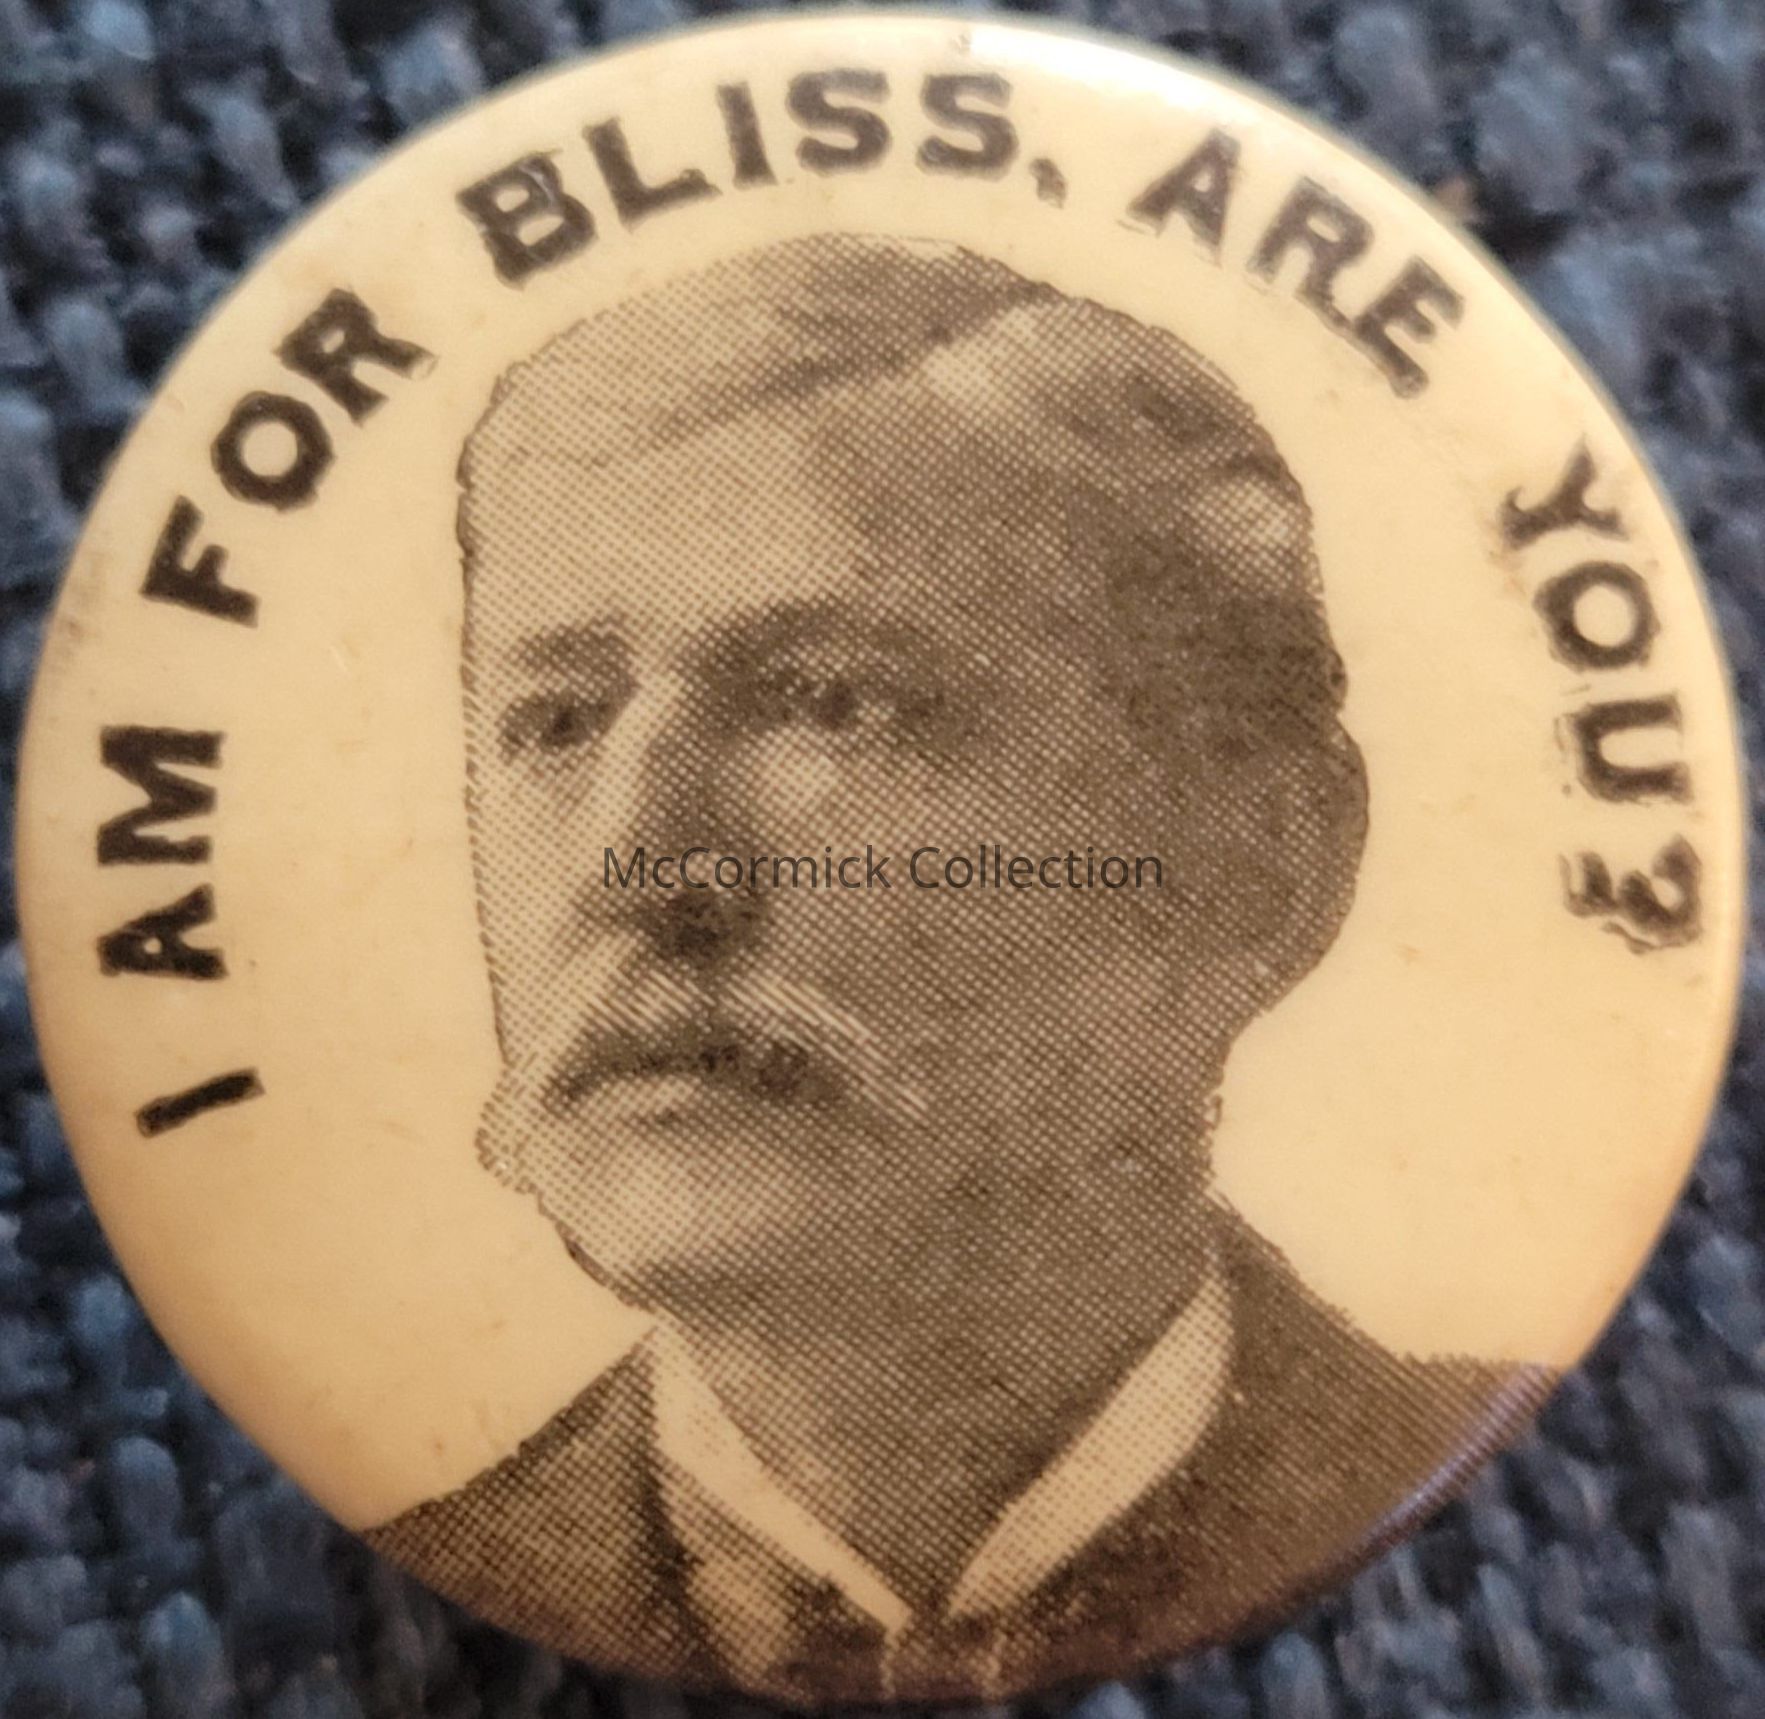 I AM FOR BLISS, ARE YOU?
McCormick Collection